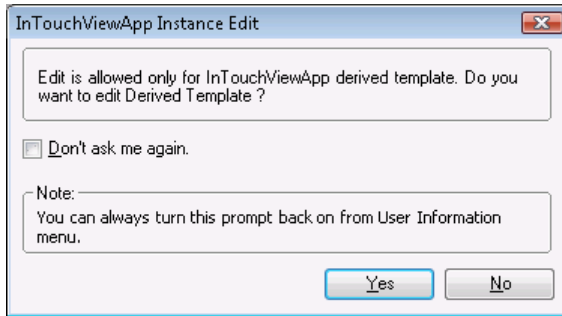 InTouchViewApp Instance Edit
Edit is allowed only for InTouchViewApp derived template. Do you
want to edit Derived Template ?
Don't ask me again.
Note:
You can always turn this prompt back on from User Information
menu.
Yes
No